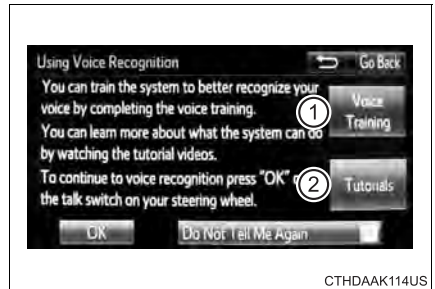 Using Voice Recognition
Go Back
You can train the system to better recognize your
voice by completing the voice training.
1
Voice
Training
You can learn more about what the system can do
by watching the tutorial videos.
To continue to voice recognition press "OK"
2
Tutorials
the talk switch on your steering wheel.
OK
Do Not Tell Me Again
CTHDAAK114US